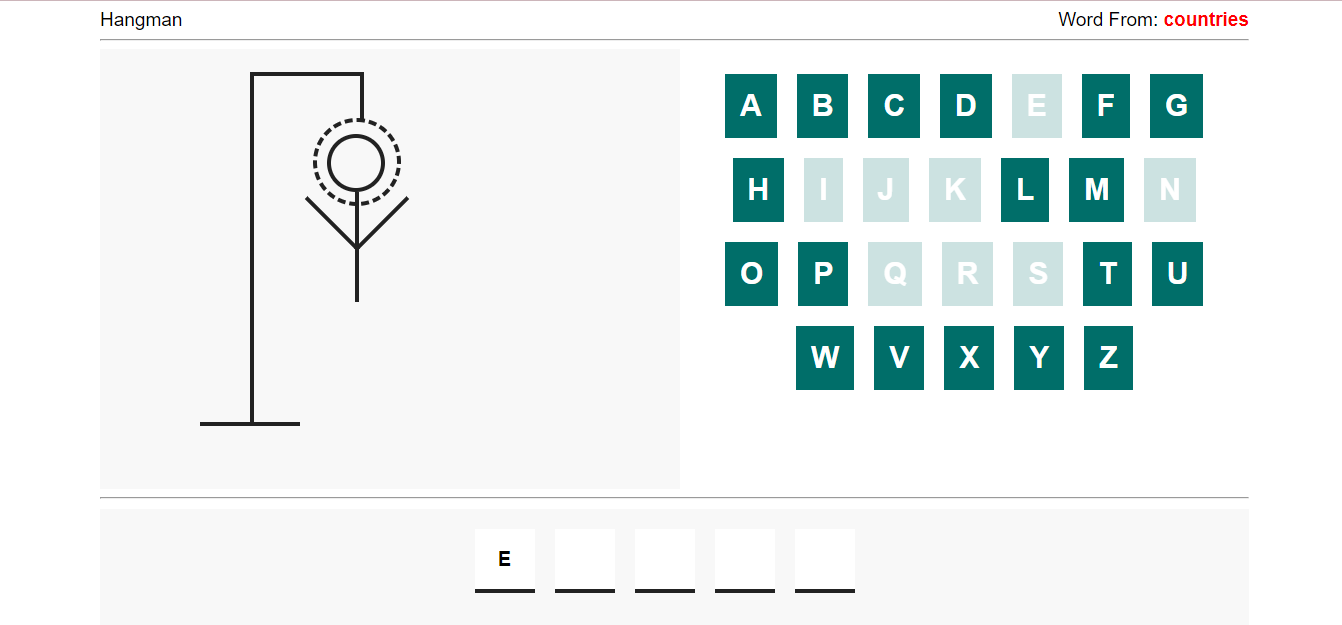 Hangman Word From: countries
A B C D E F G
H I J K L M N
O P Q R S T U
W V X Y Z
E